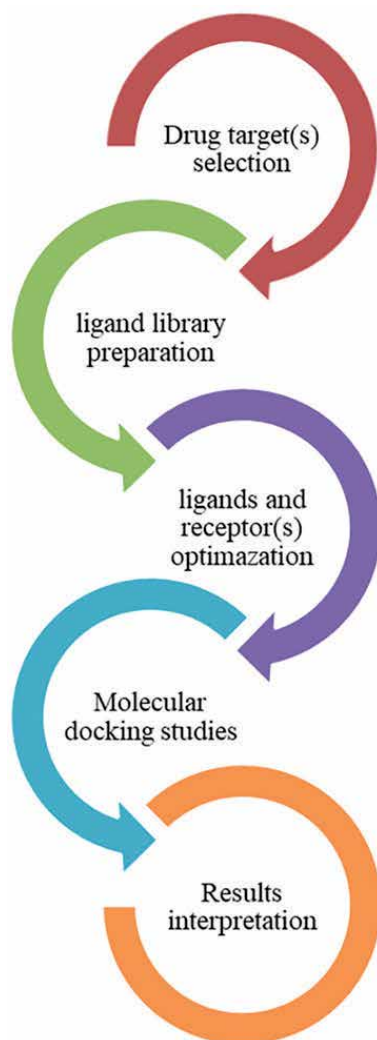 Drug target(s)
selection
ligand library
preparation
ligands and
receptor(s)
optimazation
Molecular
docking studies
Results
interpretation